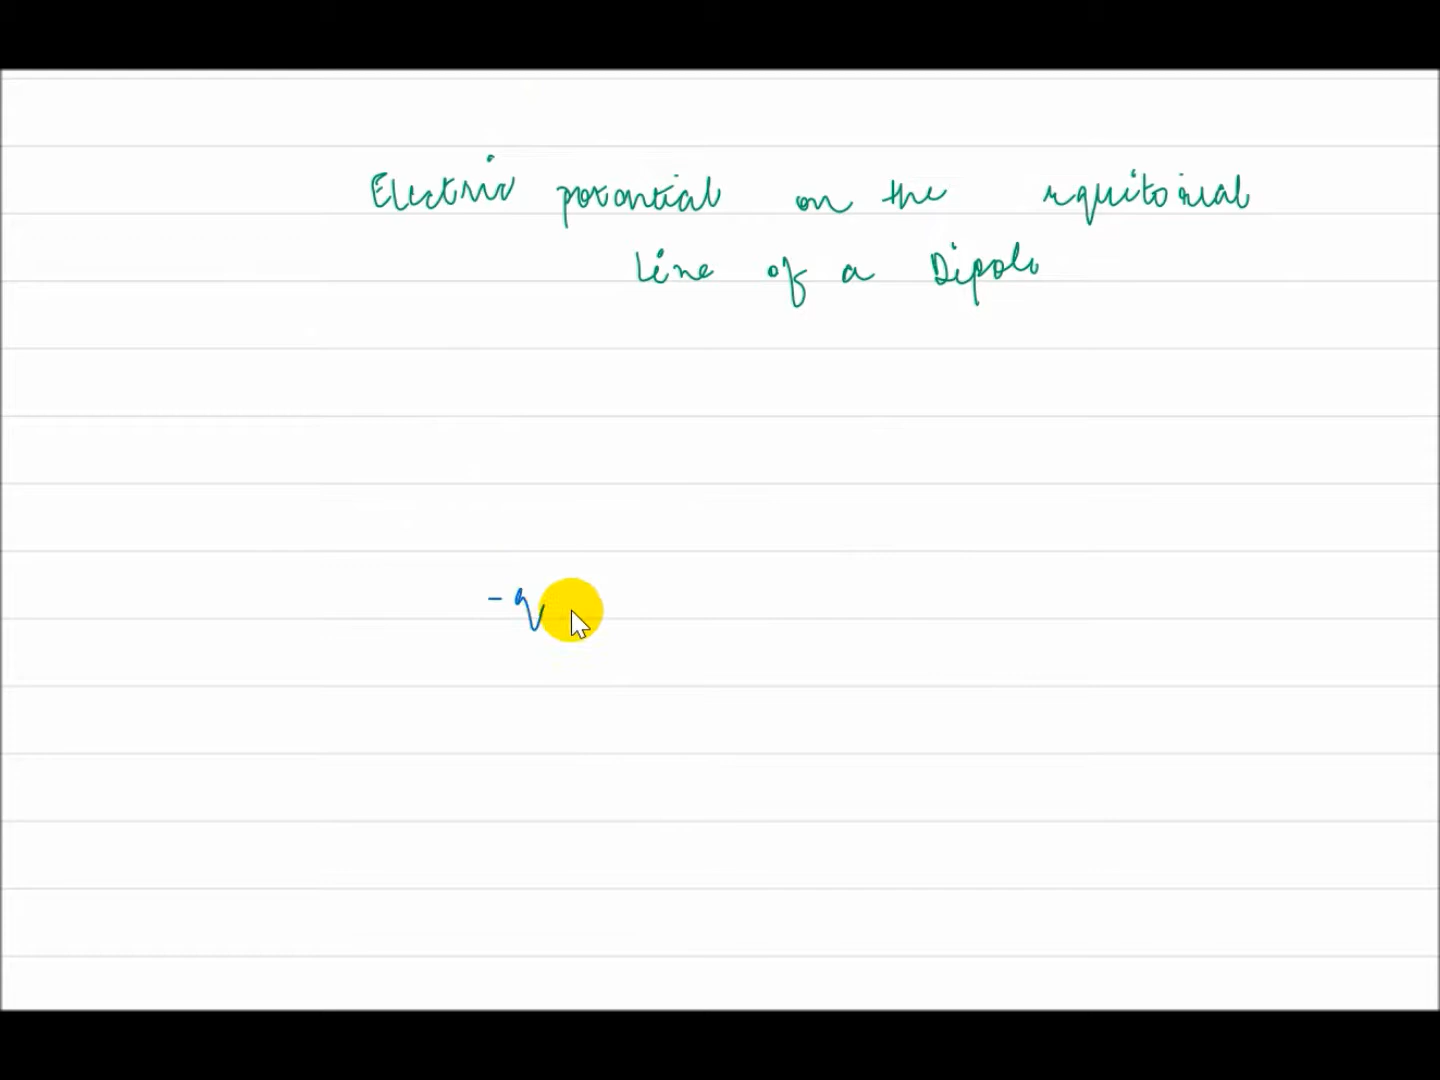 Electric potential on the equitorial
line of a Dipole
-q